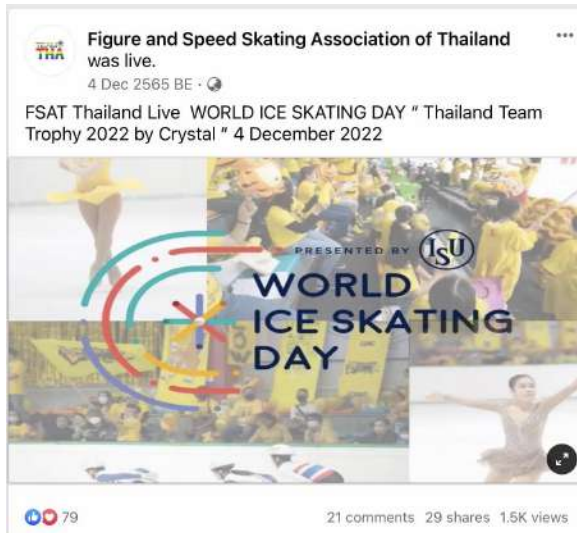 TEAM
THA
Figure and Speed Skating Association of Thailand
was live.
4 Dec 2565 BE ·
FSAT Thailand Live WORLD ICE SKATING DAY “ Thailand Team
Trophy 2022 by Crystal ” 4 December 2022
PRESENTED BY ISU
WORLD
ICE SKATING
DAY
79
21 comments 29 shares 1.5K views